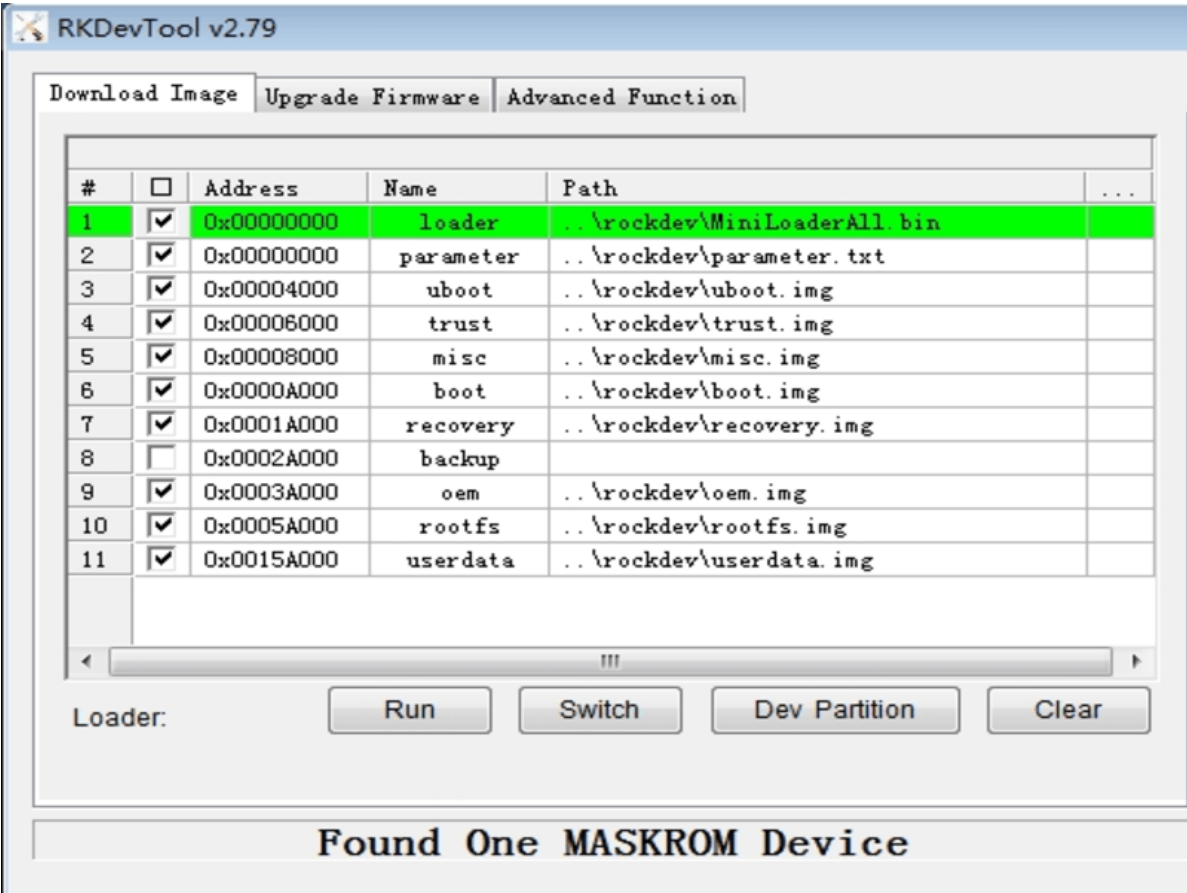 RKDevTool v2.79
Download Image Upgrade Firmware Advanced Function
# Address Name Path ...
1 0x00000000 loader ..\rockdev\MiniLoaderAll.bin
2 0x00000000 parameter ..\rockdev\parameter.txt
3 0x00004000 uboot ..\rockdev\uboot.img
4 0x00006000 trust ..\rockdev\trust.img
5 0x00008000 misc ..\rockdev\misc.img
6 0x0000A000 boot ..\rockdev\boot.img
7 0x0001A000 recovery ..\rockdev\recovery.img
8 0x0002A000 backup
9 0x0003A000 oem ..\rockdev\oem.img
10 0x0005A000 rootfs ..\rockdev\rootfs.img
11 0x0015A000 userdata ..\rockdev\userdata.img
Loader: Run Switch Dev Partition Clear
Found One MASKROM Device